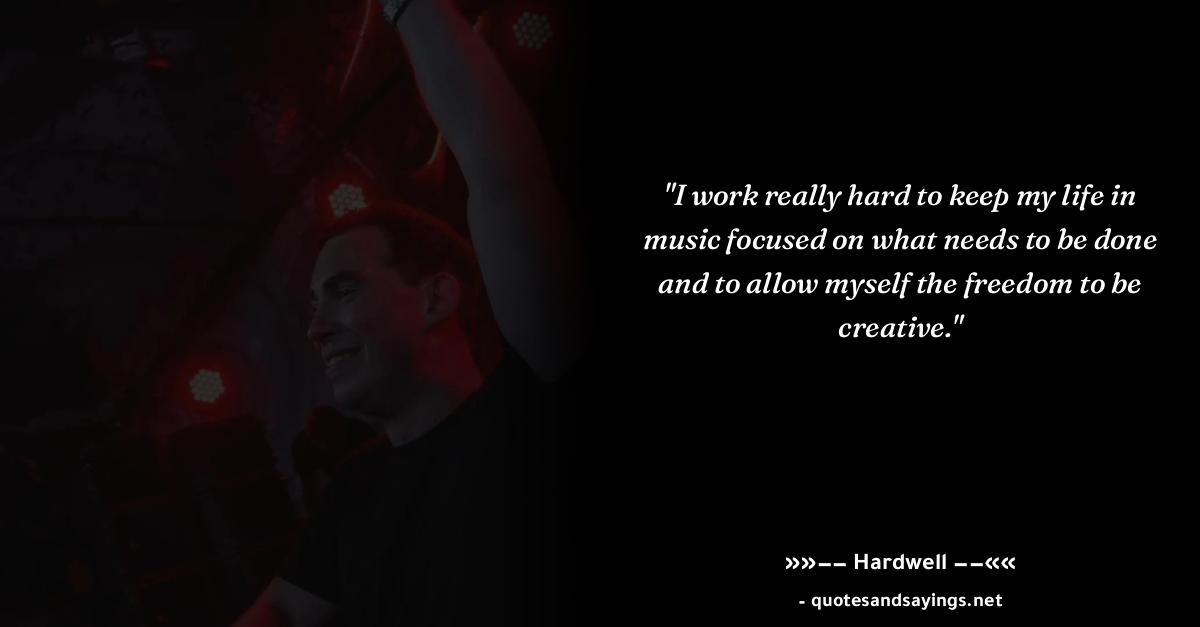 "I work really hard to keep my life in
music focused on what needs to be done
and to allow myself the freedom to be
creative."
»»−− Hardwell −−««
- quotesandsayings.net